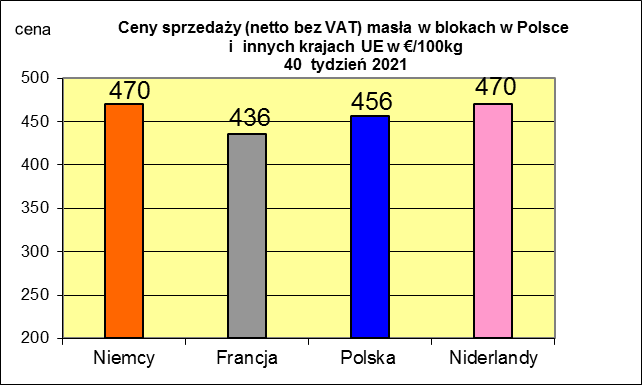 cena
Ceny sprzedaży (netto bez VAT) masła w blokach w Polsce
i innych krajach UE w €/100kg
40 tydzień 2021
500
450
400
350
300
250
200
470
436
456
470
Niemcy
Francja
Polska
Niderlandy